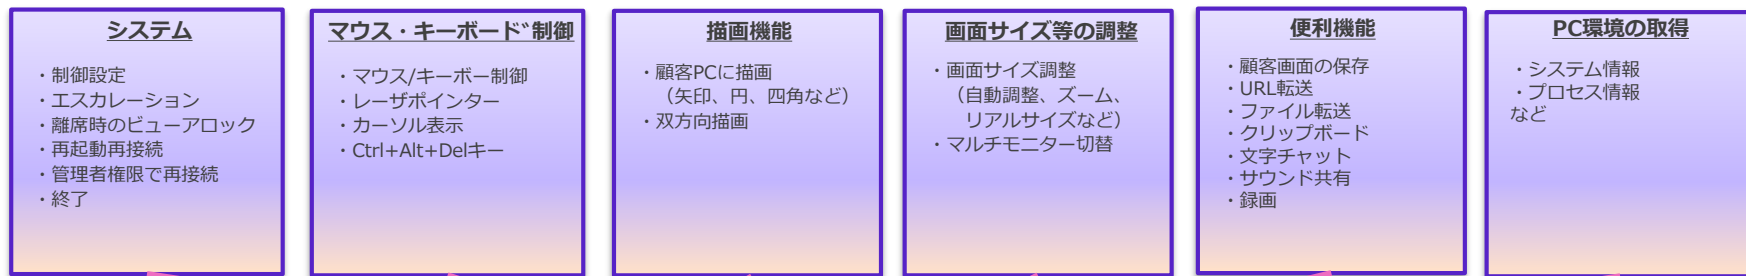 システム
・制御設定
・エスカレーション
・離席時のビューアロック
・再起動再接続
・管理者権限で再接続
・終了
マウス・キーボード゛制御
・マウス/キーボー制御
・レーザポインター
・カーソル表示
・Ctrl+Alt+Delキー
描画機能
・顧客PCに描画
（矢印、円、四角など）
・双方向描画
画面サイズ等の調整
・画面サイズ調整
（自動調整、ズーム、
リアルサイズなど）
・マルチモニター切替
便利機能
・顧客画面の保存
・URL転送
・ファイル転送
・クリップボード
・文字チャット
・サウンド共有
・録画
PC環境の取得
・システム情報
・プロセス情報
など